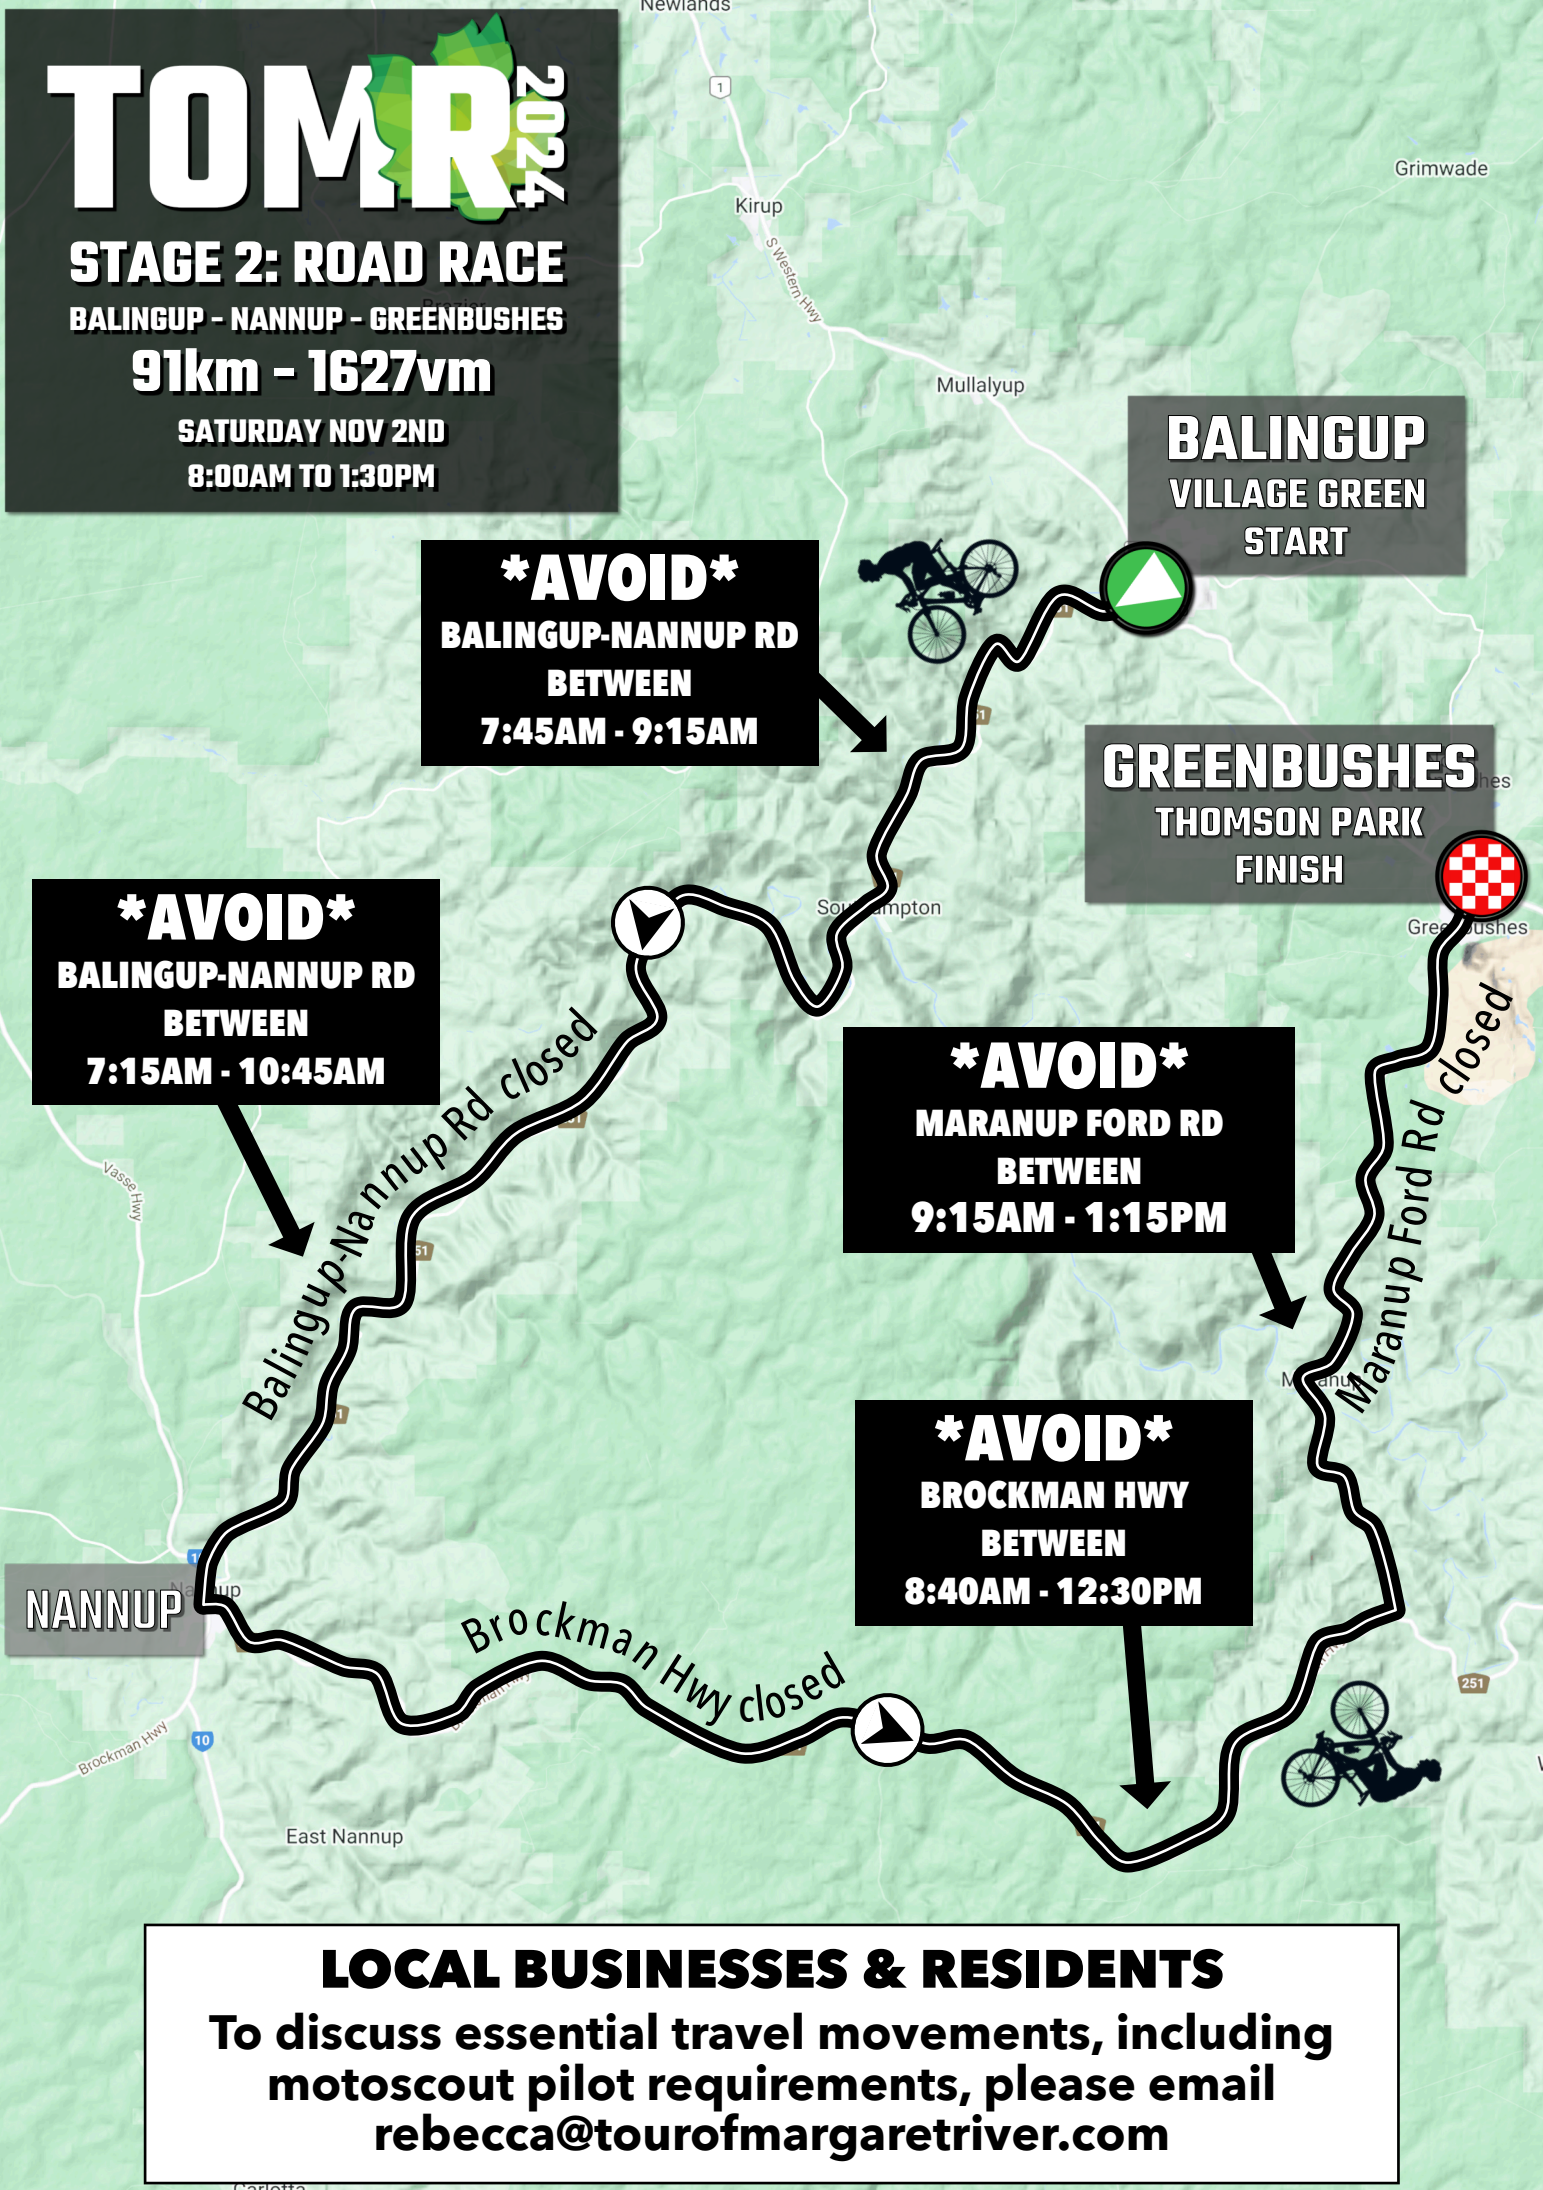 Newlands
TOMR 2024
STAGE 2: ROAD RACE
BALINGUP - NANNUP - GREENBUSHES
91km - 1627vm
SATURDAY NOV 2ND
8:00AM TO 1:30PM
1
Grimwade
Kirup
S Western Hwy
Mullalyup
BALINGUP
VILLAGE GREEN
START
*AVOID*
BALINGUP-NANNUP RD
BETWEEN
7:45AM - 9:15AM
GREENBUSHES
THOMSON PARK
FINISH
*AVOID*
BALINGUP-NANNUP RD
BETWEEN
7:15AM - 10:45AM
Balingup-Nannup Rd closed
*AVOID*
MARANUP FORD RD
BETWEEN
9:15AM - 1:15PM
Maranup Ford Rd closed
Vasse Hwy
*AVOID*
BROCKMAN HWY
BETWEEN
8:40AM - 12:30PM
NANNUP
Brockman Hwy closed
251
10
Brockman Hwy
East Nannup
LOCAL BUSINESSES & RESIDENTS
To discuss essential travel movements, including
motoscout pilot requirements, please email
rebecca@tourofmargaretriver.com